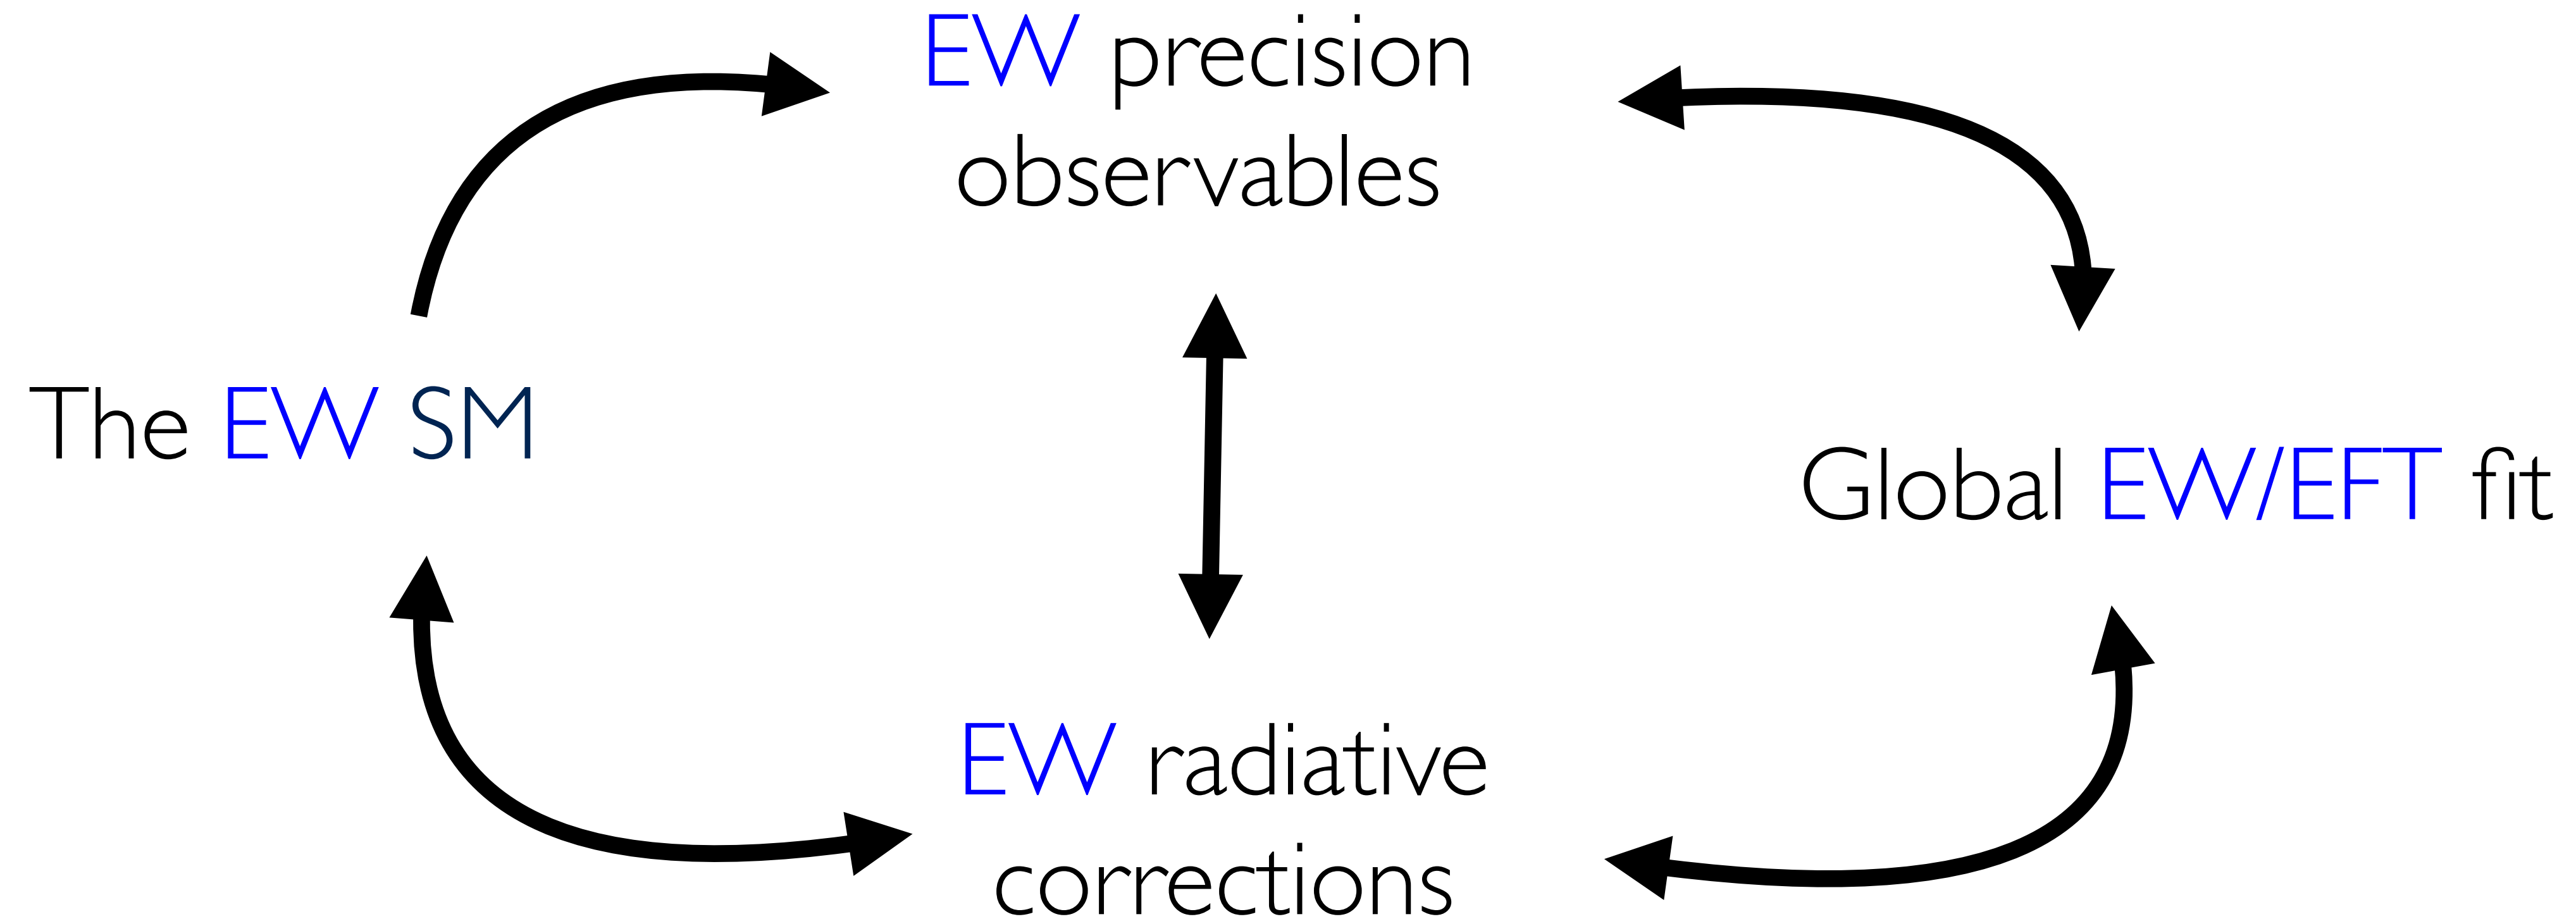 EW precision
observables
The EW SM
Global EW/EFT fit
EW radiative
corrections